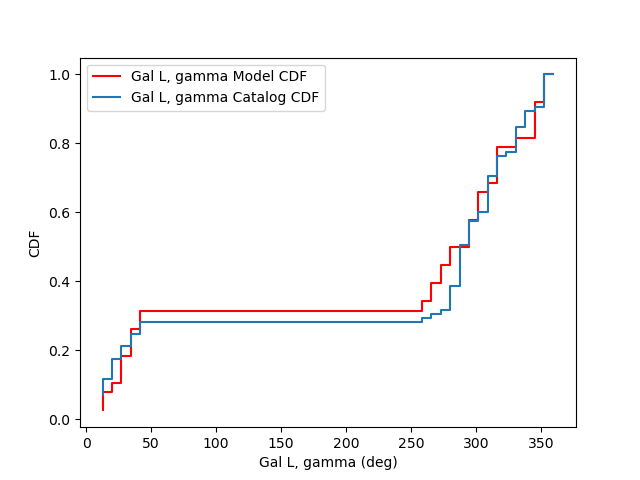 Gal L, gamma Model CDF
Gal L, gamma Catalog CDF
CDF
1.0
0.8
0.6
0.4
0.2
0.0
0 50 100 150 200 250 300 350
Gal L, gamma (deg)